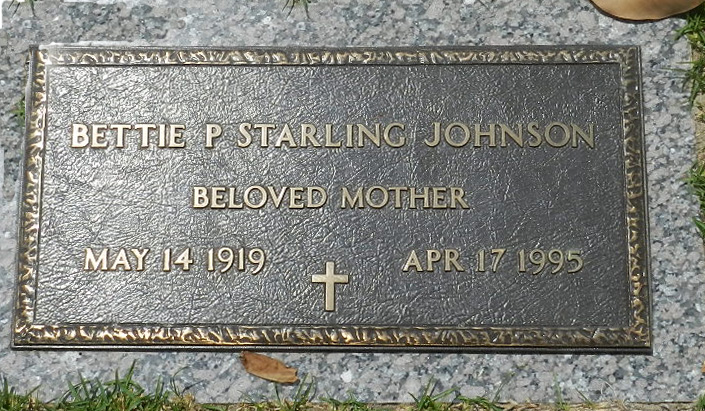 BETTIE P STARLING JOHNSON
BELOVED MOTHER
MAY 14 1919 APR 17 1995